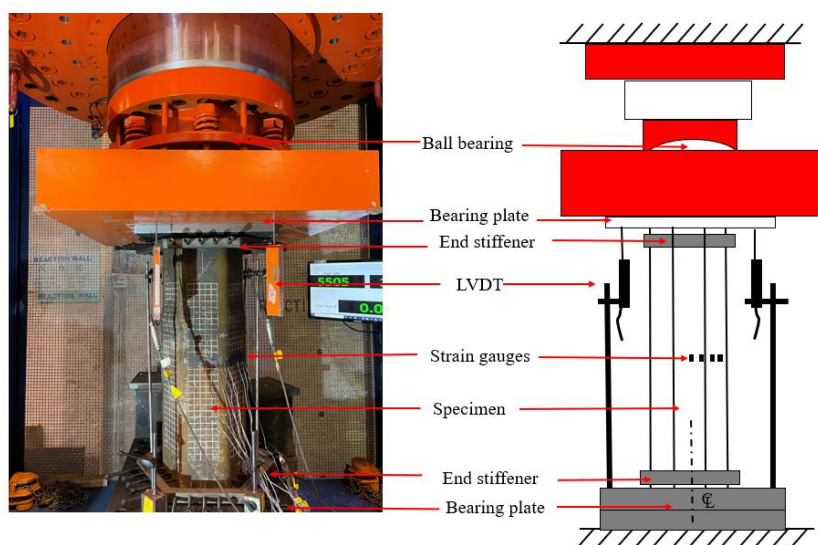 Ball bearing
Bearing plate
End stiffener
LVDT
Strain gauges
Specimen
End stiffener
Bearing plate
REACTION WALL
REACTION WALL
5505
0.0
CTI
℄